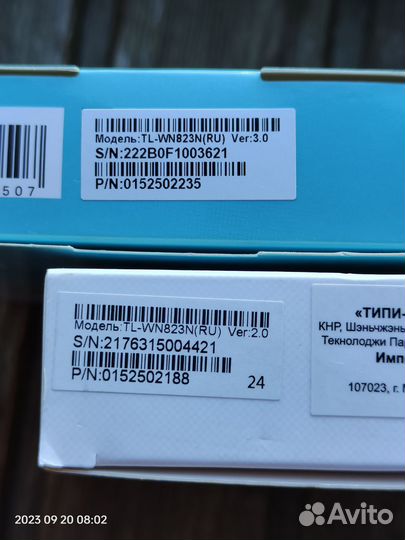 507
Модель:TL-WN823N(RU) Ver:3.0
S/N:222B0F1003621
P/N:0152502235
Модель:TL-WN823N(RU) Ver:2.0
S/N:2176315004421
P/N:0152502188 24
«ТИПИ-
КНР, Шэньчжэнь
Текнолоджи Пар
Импо
107023, г. М
2023 09 20 08:02
Avito